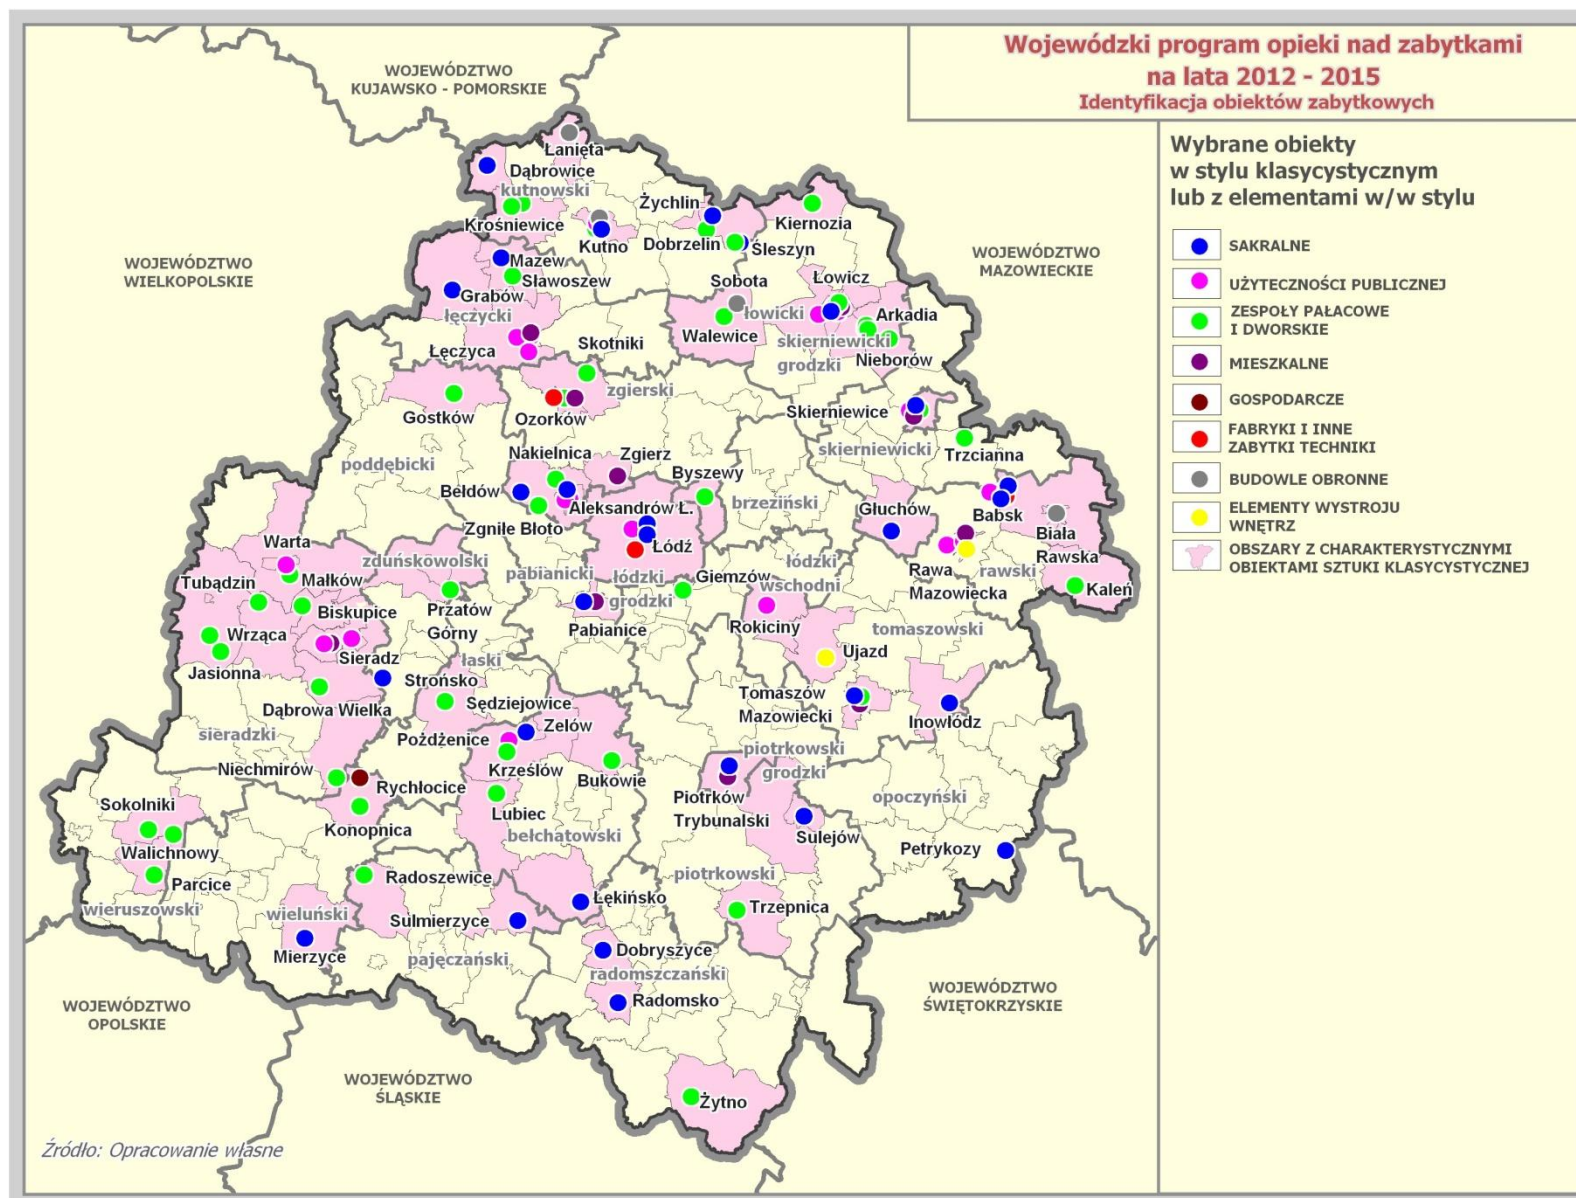 Wojewódzki program opieki nad zabytkami
na lata 2012 - 2015
Identyfikacja obiektów zabytkowych
Wybrane obiekty
w stylu klasycystycznym
lub z elementami w/w stylu
SAKRALNE
UŻYTECZNOŚCI PUBLICZNEJ
ZESPOŁY PAŁACOWE
I DWORSKIE
MIESZKALNE
GOSPODARCZE
FABRYKI I INNE
ZABYTKI TECHNIKI
BUDOWLE OBRONNE
ELEMENTY WYSTROJU
WNĘTRZ
OBSZARY Z CHARAKTERYSTYCZNYMI
OBIEKTAMI SZTUKI KLASYCYSTYCZNEJ
WOJEWÓDZTWO
KUJAWSKO - POMORSKIE
WOJEWÓDZTWO
WIELKOPOLSKIE
WOJEWÓDZTWO
MAZOWIECKIE
Łanięta
Dąbrowice
kutnowski
Krośniewice
Kutno
Żychlin
Dobrzelin
Śleszyn
Kiernozia
Mazew
Sławoszew
Grabów
łęczycki
Łęczyca
Skotniki
Sobota
Walewice
łowicki
Łowicz
Arkadia
skierniewicki
grodzki
Nieborów
Gostków
Ozorków
zgierski
Skierniewice
skierniewicki
Trzcianna
poddębicki
Nakielnica
Zgierz
Byszewy
brzeziński
Bełdów
Aleksandrów Ł.
Zgniłe Błoto
Łódź
Głuchów
Babsk
Biała
Rawska
Rawa
Mazowiecka
rawski
Kaleń
Warta
zduńskowolski
Tubądzin
Małków
Biskupice
Przatów
Górny
pabianicki
łódzki
grodzki
Giemzów
łódzki
wschodni
Rokiciny
Pabianice
Wrząca
Sieradz
Jasionna
łaski
Strońsko
Sędziejowice
Dąbrowa Wielka
tomaszowski
Ujazd
Tomaszów
Mazowiecki
Inowłódz
sieradzki
Zelów
Pożdżenice
Krześlów
Bukowie
piotrkowski
grodzki
Niechmirów
Rychłocice
Konopnica
Lubiec
bełchatowski
Piotrków
Trybunalski
Sulejów
opoczyński
Petrykozy
Sokolniki
Walichnowy
Parcice
wieruszowski
Radoszewice
wieluński
Mierzyce
Sulmierzyce
Łękińsko
piotrkowski
Trzepnica
pajęczański
Dobryszyce
radomszczański
Radomsko
Żytno
WOJEWÓDZTWO
OPOLSKIE
WOJEWÓDZTWO
ŚLĄSKIE
WOJEWÓDZTWO
ŚWIĘTOKRZYSKIE
Źródło: Opracowanie własne